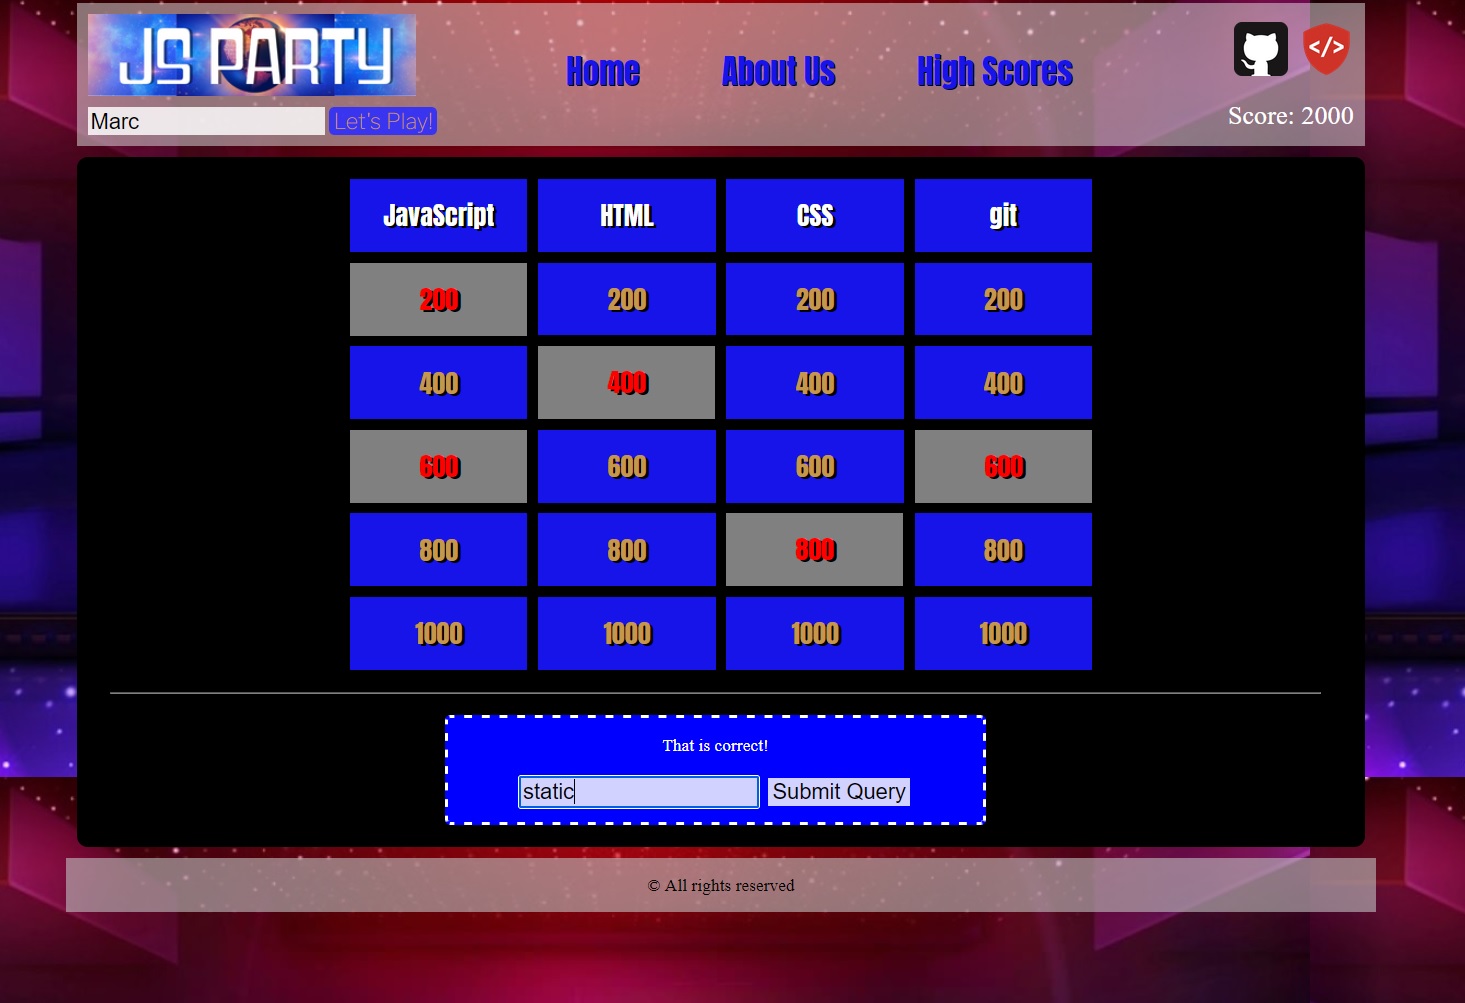 JS PARTY
Home About Us High Scores
</>
Marc Let's Play! Score: 2000
JavaScript HTML CSS git
200 200 200 200
400 400 400 400
600 600 600 600
800 800 800 800
1000 1000 1000 1000
That is correct!
static Submit Query
© All rights reserved